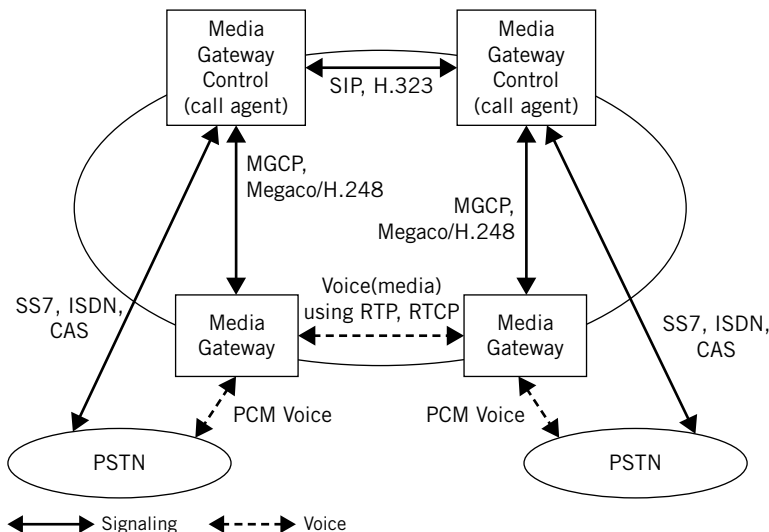 Media
Gateway
Control
(call agent)
SIP, H.323
Media
Gateway
Control
(call agent)
MGCP,
Megaco/H.248
MGCP,
Megaco/H.248
SS7, ISDN,
CAS
Media
Gateway
Voice(media)
using RTP, RTCP
Media
Gateway
SS7, ISDN,
CAS
PCM Voice
PCM Voice
PSTN
PSTN
Signaling
Voice